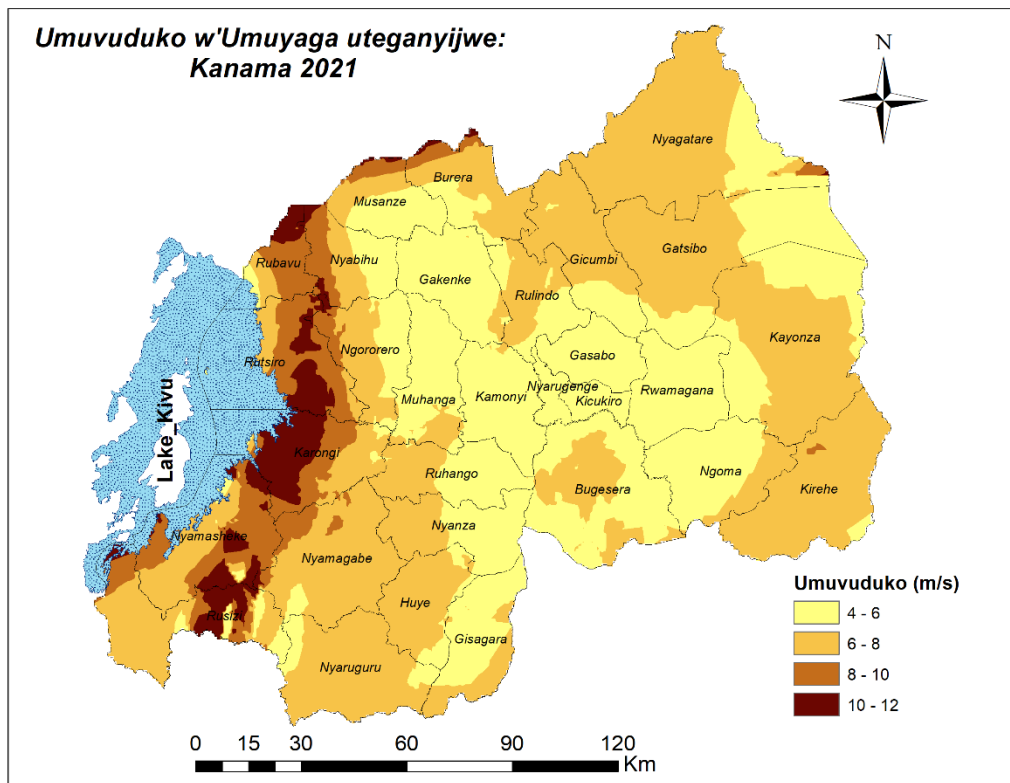 Umuvuduko w'Umuyaga uteganyijwe:
Kanama 2021
N
Nyagatare
Burera
Musanze
Gatsibo
Rubavu
Nyabihu
Gicumbi
Gakenke
Rulindo
Kayonza
Rutsiro
Ngororero
Gasabo
Nyarugenge
Rwamagana
Kicukiro
Muhanga
Kamonyi
Lake_Kivu
Karongi
Ruhango
Ngoma
Bugesera
Kirehe
Nyanza
Nyamasheke
Nyamagabe
Huye
Rusizi
Gisagara
Nyaruguru
Umuvuduko (m/s)
4 - 6
6 - 8
8 - 10
10 - 12
0 15 30 60 90 120
Km